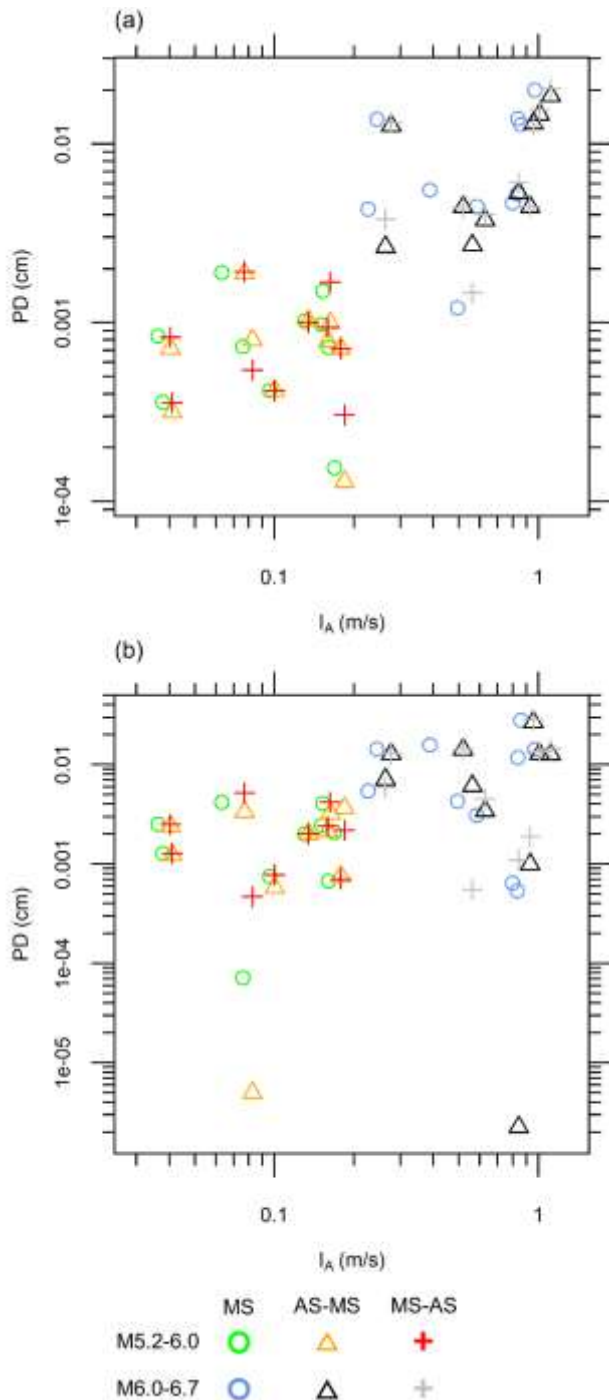 (a)
PD (cm)
0.01
0.001
1e-04
0.1
1
I_A (m/s)
(b)
PD (cm)
0.01
0.001
1e-04
1e-05
0.1
1
I_A (m/s)
MS AS-MS MS-AS
M5.2-6.0
M6.0-6.7